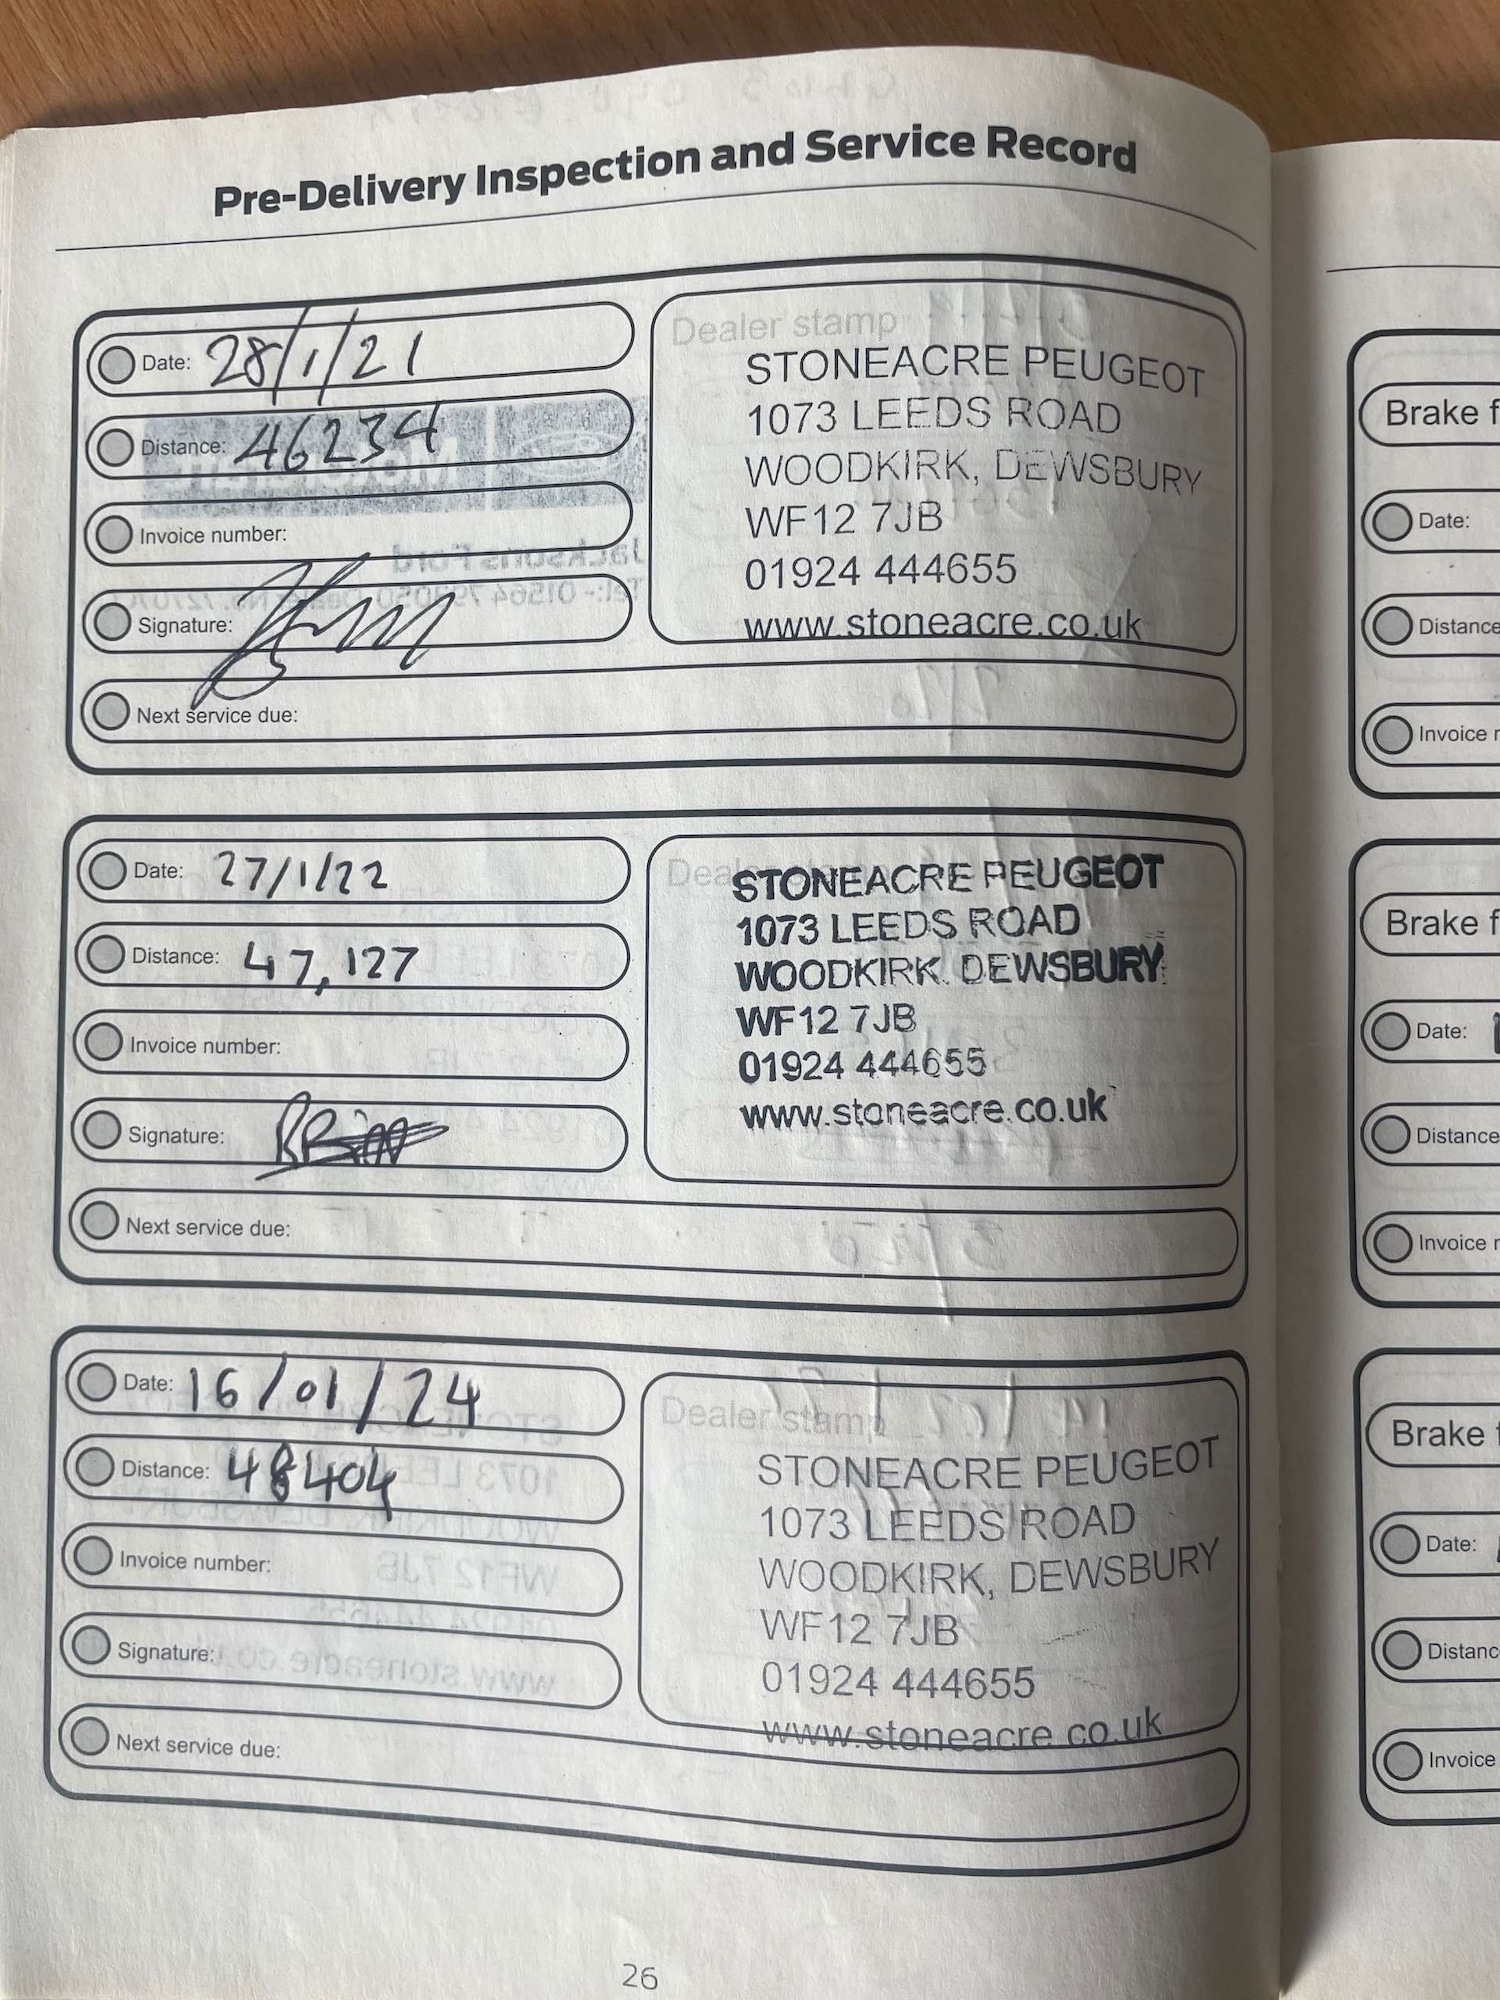 Pre-Delivery Inspection and Service Record
Date: 28/1/21
Distance: 46234
Invoice number:
Signature:
Next service due:
Dealer stamp
STONEACRE PEUGEOT
1073 LEEDS ROAD
WOODKIRK, DEWSBURY
WF12 7JB
01924 444655
www.stoneacre.co.uk
Date: 27/1/22
Distance: 47,127
Invoice number:
Signature:
Next service due:
STONEACRE PEUGEOT
1073 LEEDS ROAD
WOODKIRK, DEWSBURY
WF12 7JB
01924 444655
www.stoneacre.co.uk
Date: 16/01/24
Distance: 48404
Invoice number:
Signature:
Next service due:
Dealer stamp
STONEACRE PEUGEOT
1073 LEEDS ROAD
WOODKIRK, DEWSBURY
WF12 7JB
01924 444655
www.stoneacre.co.uk
26
Brake f
Date:
Distance
Invoice r
Brake f
Date:
Distance
Invoice r
Brake
Date:
Distanc
Invoice